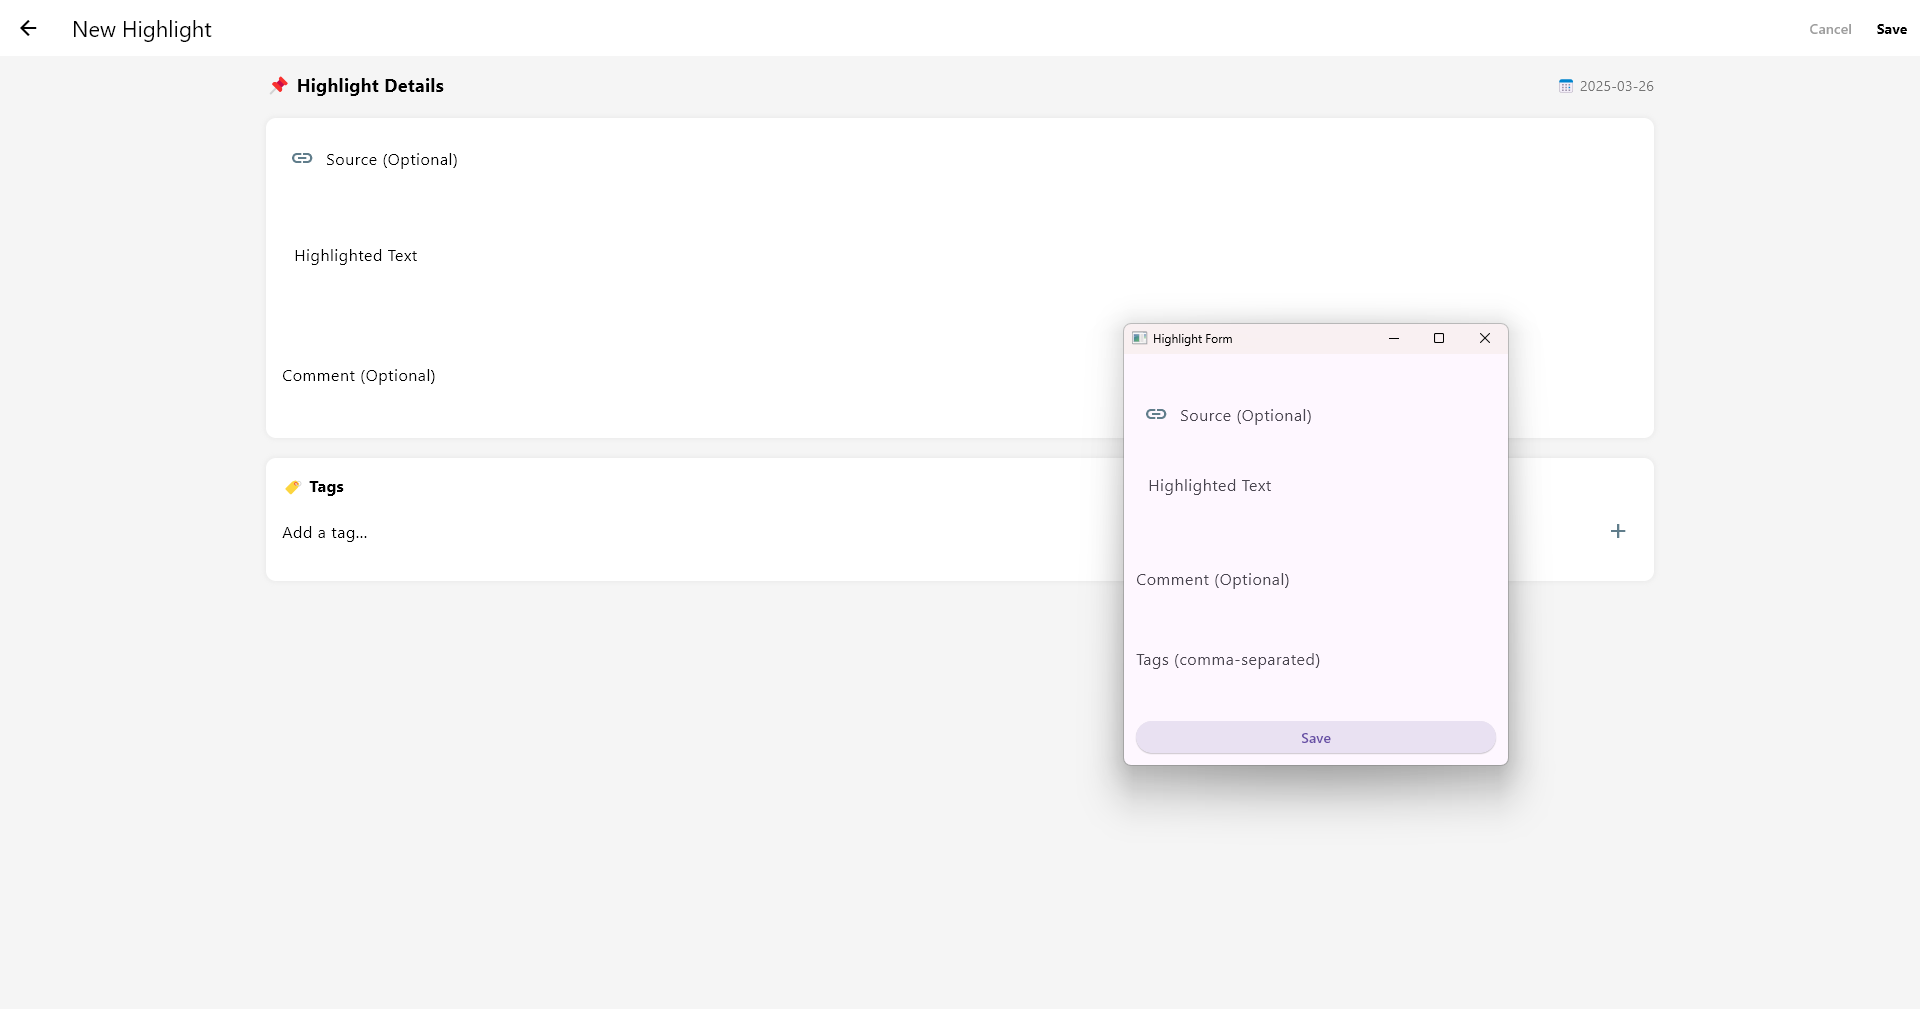 New Highlight
Cancel
Save
Highlight Details
2025-03-26
Source (Optional)
Highlighted Text
Comment (Optional)
Tags
Add a tag...
Highlight Form
Source (Optional)
Highlighted Text
Comment (Optional)
Tags (comma-separated)
Save